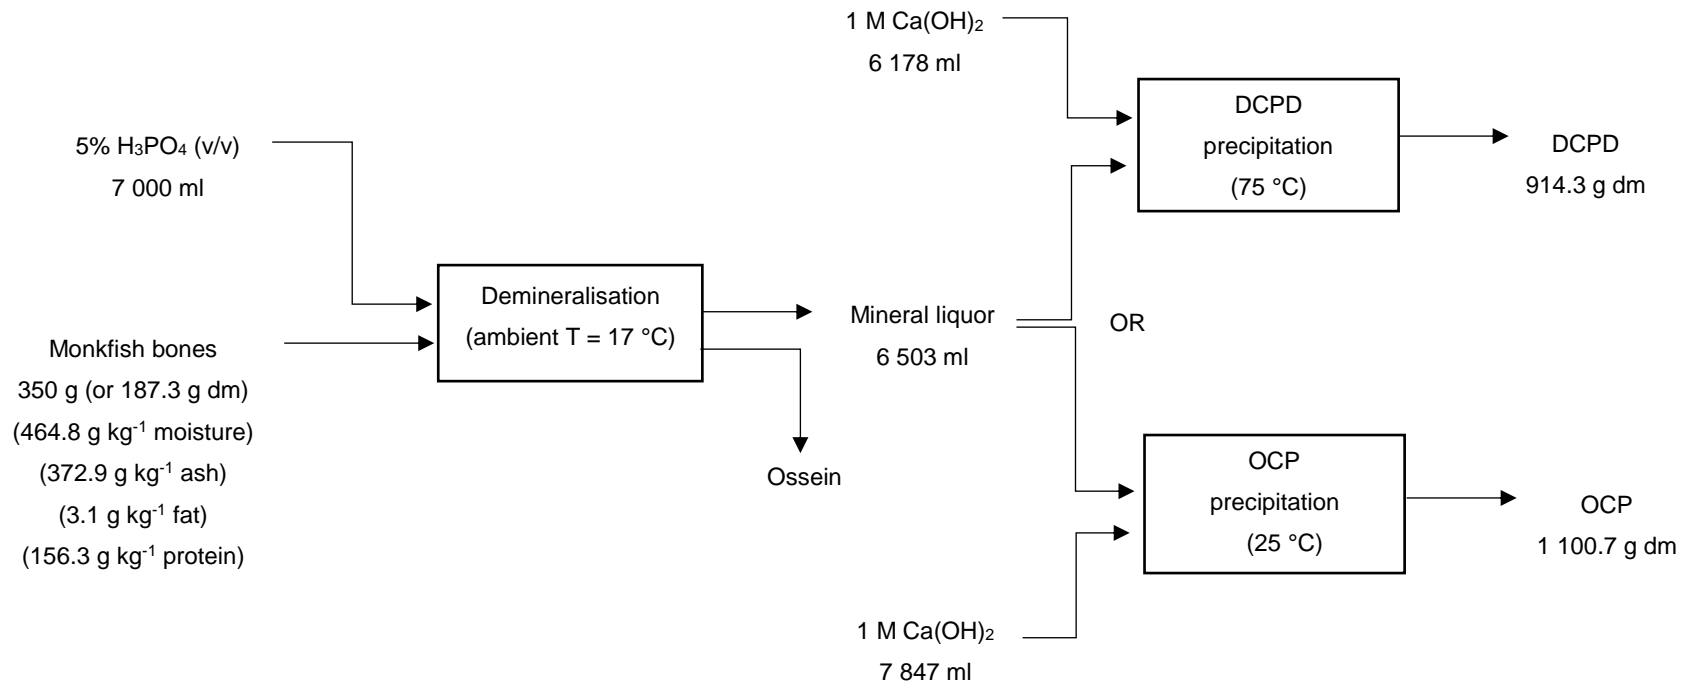 5% H₃PO₄ (v/v)
7 000 ml
Monkfish bones
350 g (or 187.3 g dm)
(464.8 g kg⁻¹ moisture)
(372.9 g kg⁻¹ ash)
(3.1 g kg⁻¹ fat)
(156.3 g kg⁻¹ protein)
Demineralisation
(ambient T = 17 °C)
Ossein
Mineral liquor
6 503 ml
OR
1 M Ca(OH)₂
6 178 ml
DCPD
precipitation
(75 °C)
DCPD
914.3 g dm
OCP
precipitation
(25 °C)
OCP
1 100.7 g dm
1 M Ca(OH)₂
7 847 ml